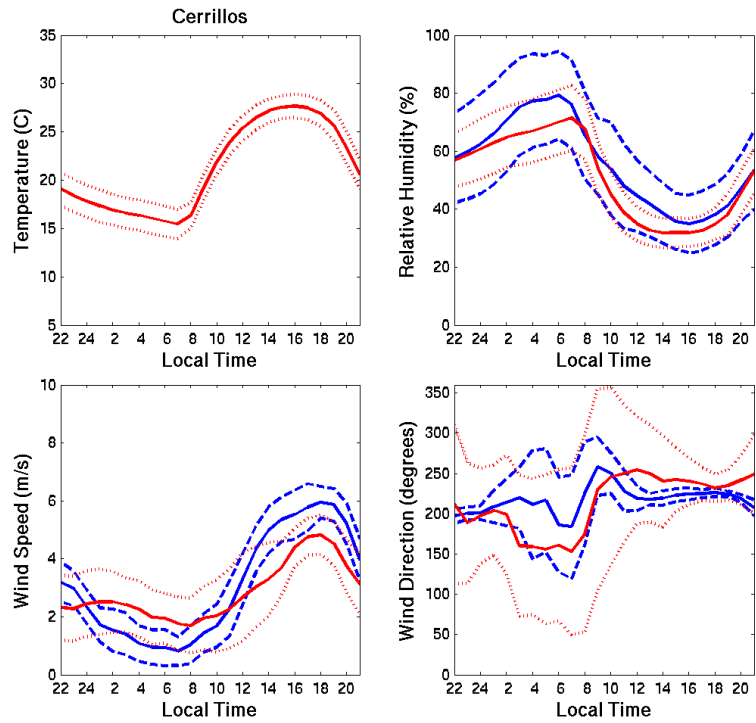 Cerrillos
35
30
25
20
15
10
5
Temperature (C)
22 24 2 4 6 8 10 12 14 16 18 20
Local Time
100
80
60
40
20
0
Relative Humidity (%)
22 24 2 4 6 8 10 12 14 16 18 20
Local Time
10
8
6
4
2
0
Wind Speed (m/s)
22 24 2 4 6 8 10 12 14 16 18 20
Local Time
350
300
250
200
150
100
50
0
Wind Direction (degrees)
22 24 2 4 6 8 10 12 14 16 18 20
Local Time